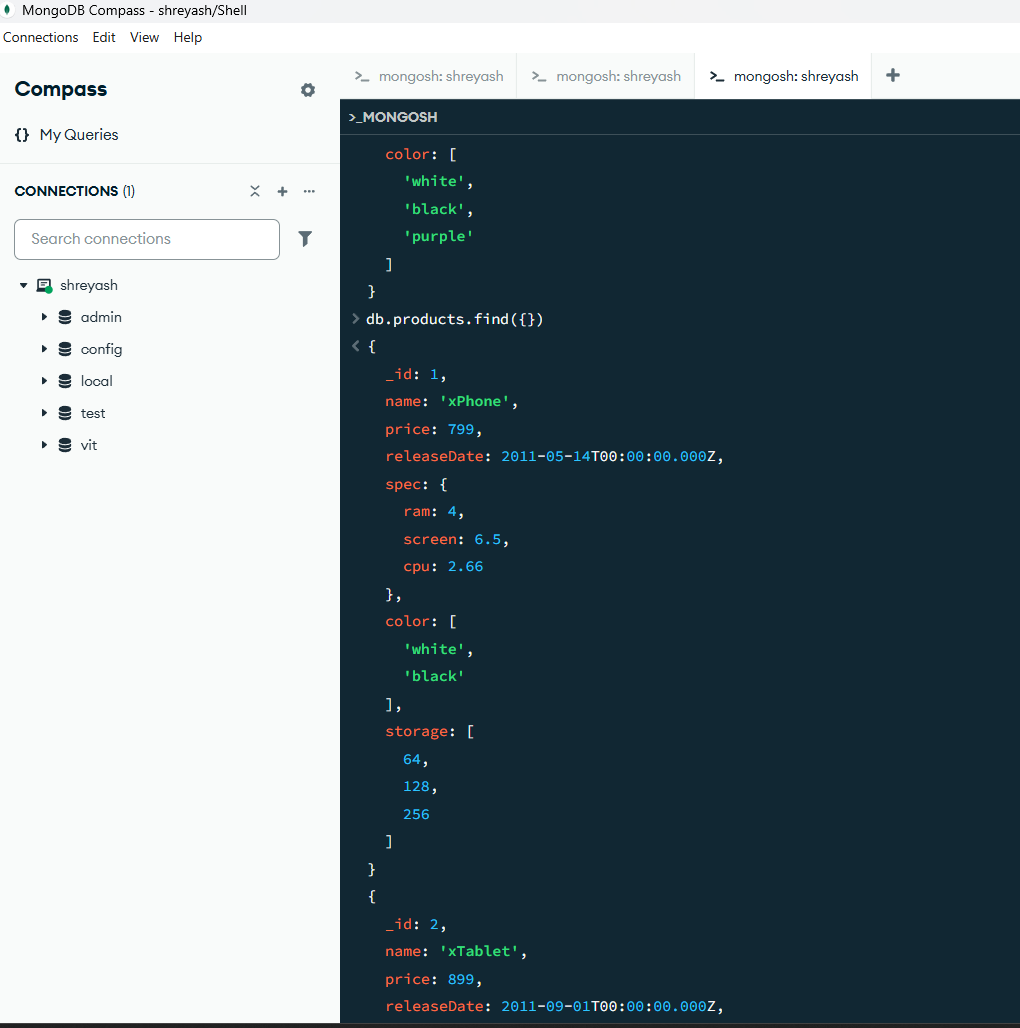 MongoDB Compass - shreyash/Shell
Connections Edit View Help
Compass
{} My Queries
CONNECTIONS (1)
Search connections
shreyash
admin
config
local
test
vit
>_ mongosh: shreyash >_ mongosh: shreyash >_ mongosh: shreyash +
>_MONGOSH
color: [
'white',
'black',
'purple'
]
}
> db.products.find({})
< {
_id: 1,
name: 'xPhone',
price: 799,
releaseDate: 2011-05-14T00:00:00.000Z,
spec: {
ram: 4,
screen: 6.5,
cpu: 2.66
},
color: [
'white',
'black'
],
storage: [
64,
128,
256
]
}
{
_id: 2,
name: 'xTablet',
price: 899,
releaseDate: 2011-09-01T00:00:00.000Z,